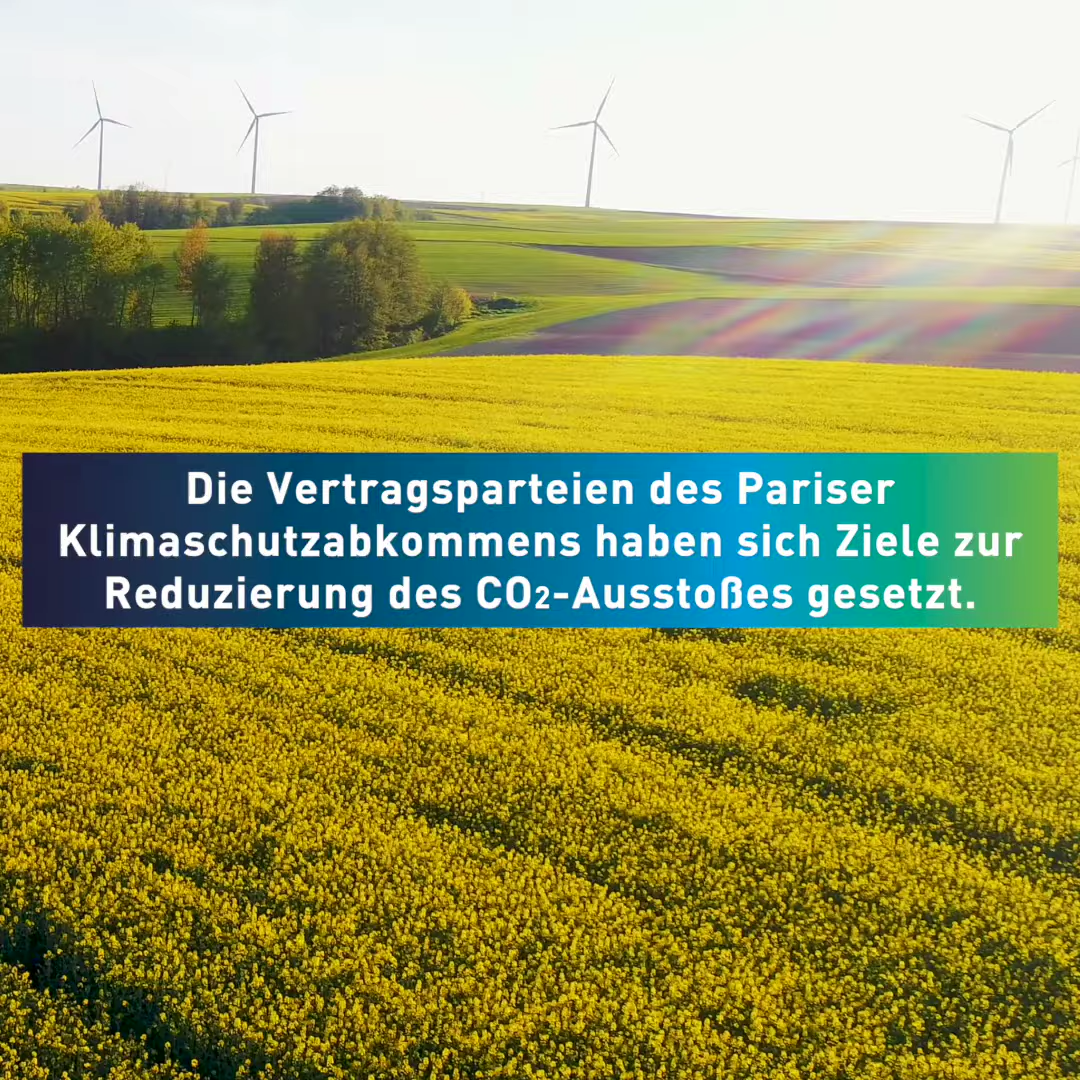 Die Vertragsparteien des Pariser
Klimaschutzabkommens haben sich Ziele zur
Reduzierung des CO₂-Ausstoßes gesetzt.